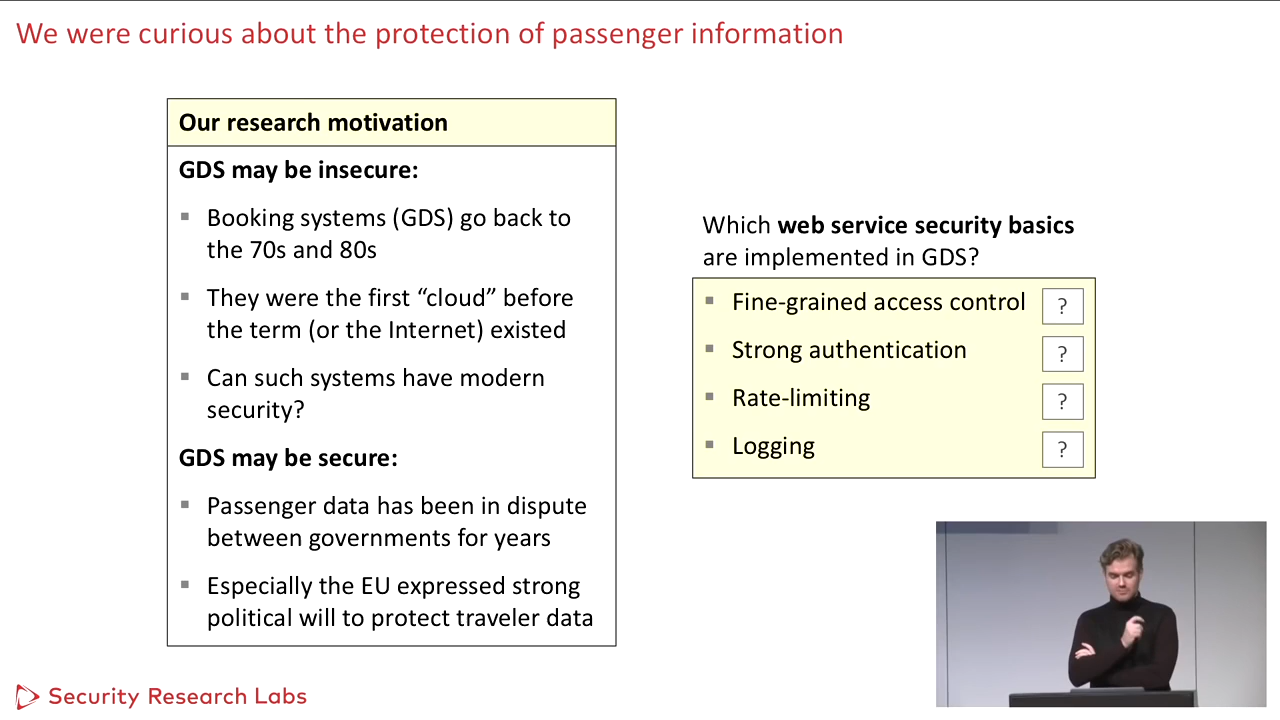 We were curious about the protection of passenger information
Our research motivation
GDS may be insecure:
Booking systems (GDS) go back to
the 70s and 80s
They were the first “cloud” before
the term (or the Internet) existed
Can such systems have modern
security?
GDS may be secure:
Passenger data has been in dispute
between governments for years
Especially the EU expressed strong
political will to protect traveler data
Which web service security basics
are implemented in GDS?
Fine-grained access control ?
Strong authentication ?
Rate-limiting ?
Logging ?
Security Research Labs